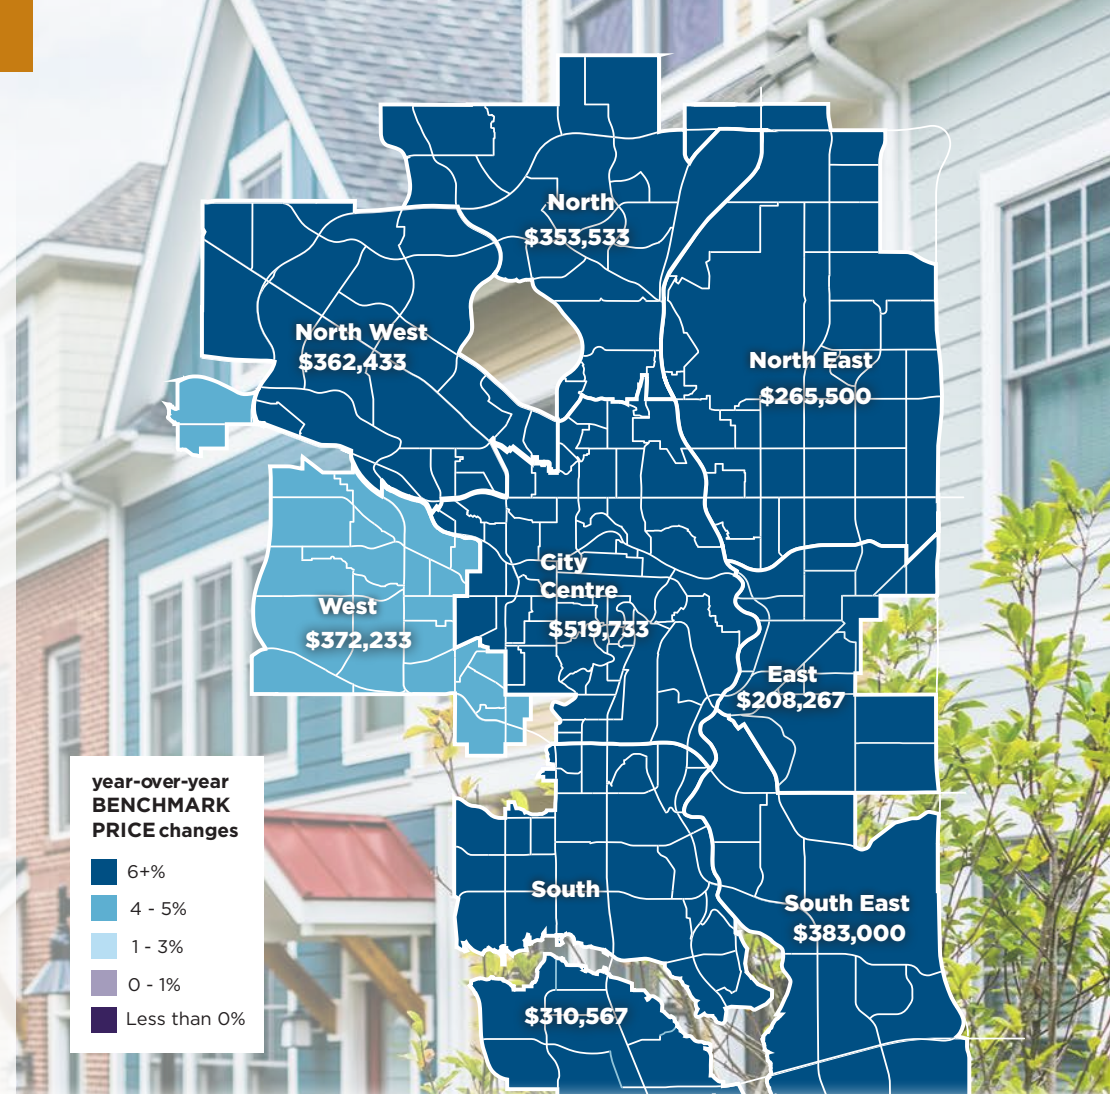 North
$353,533
North West
$362,433
North East
$265,500
City
Centre
$519,733
West
$372,233
East
$208,267
South
$310,567
South East
$383,000
year-over-year
BENCHMARK
PRICE changes
6+%
4 - 5%
1 - 3%
0 - 1%
Less than 0%